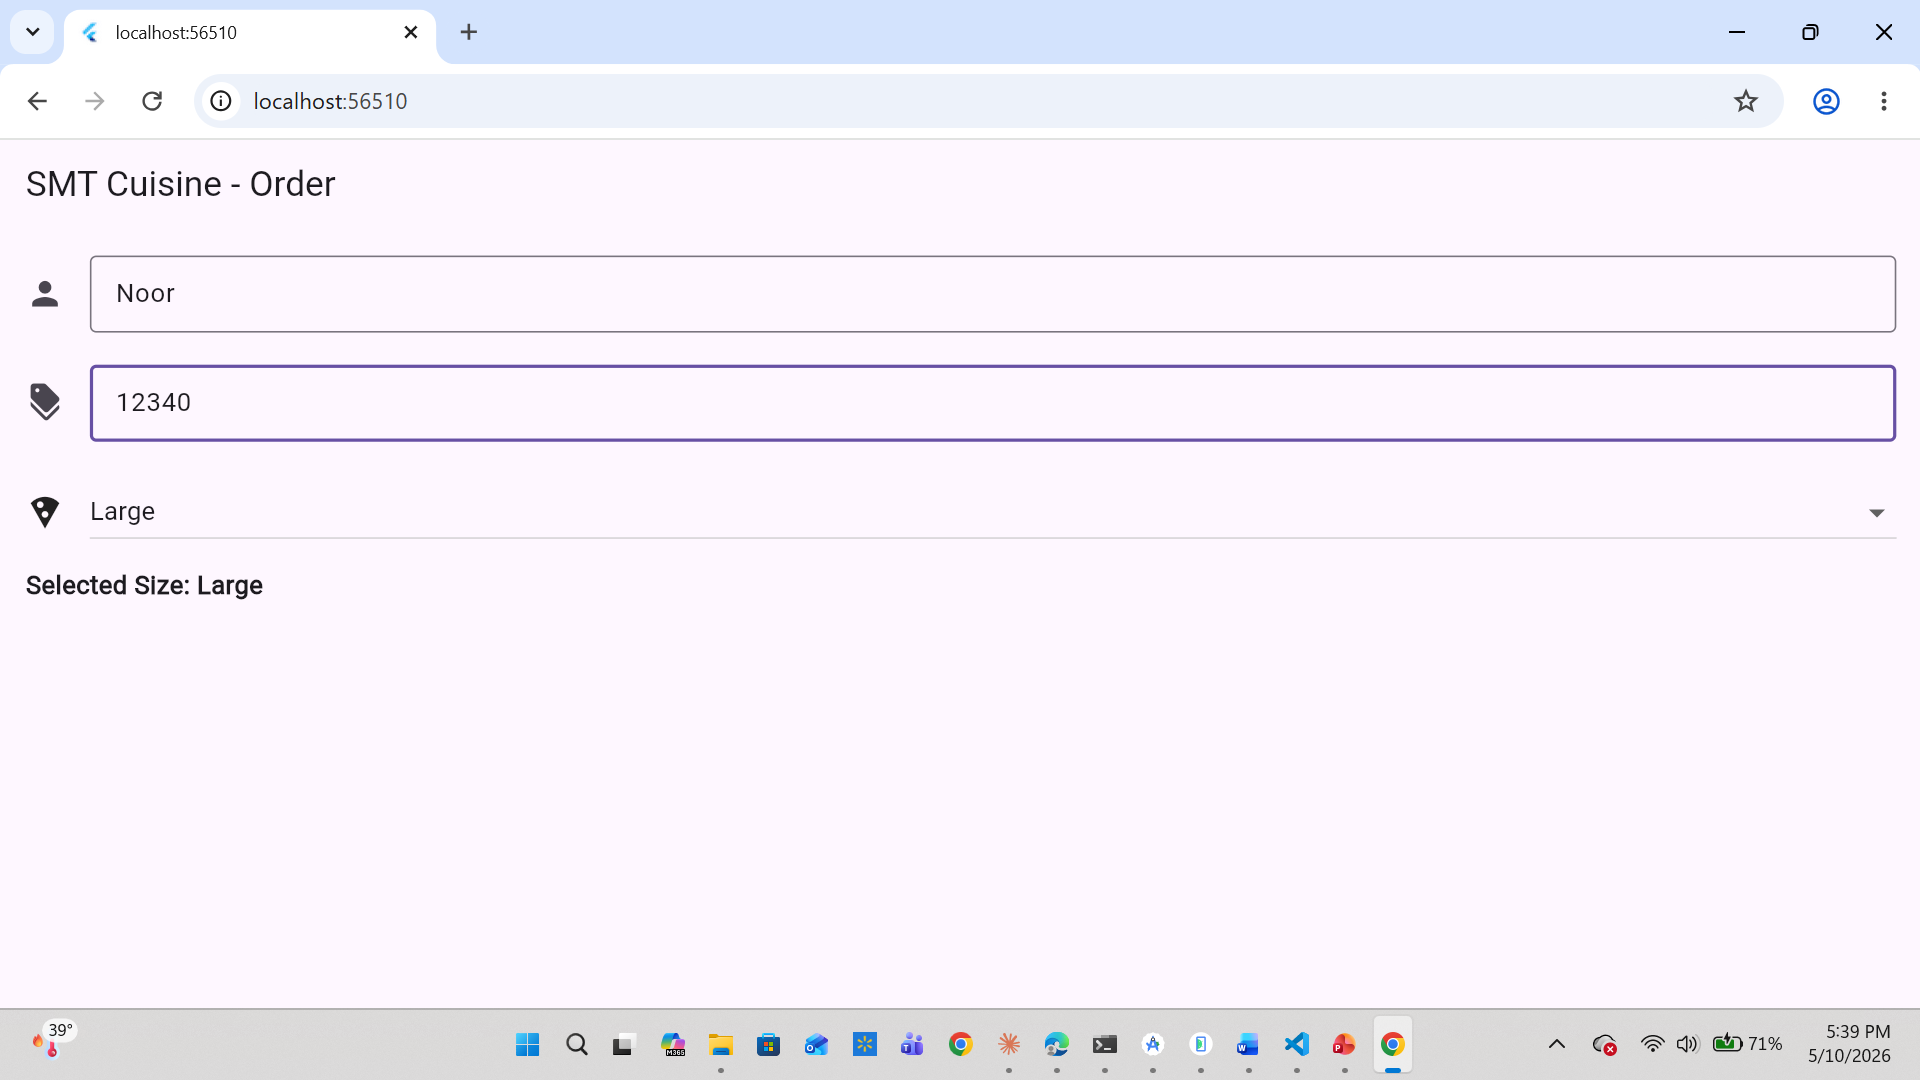 localhost:56510
localhost:56510
SMT Cuisine - Order
Noor
12340
Large
Selected Size: Large
39°
M365
71%
5:39 PM
5/10/2026